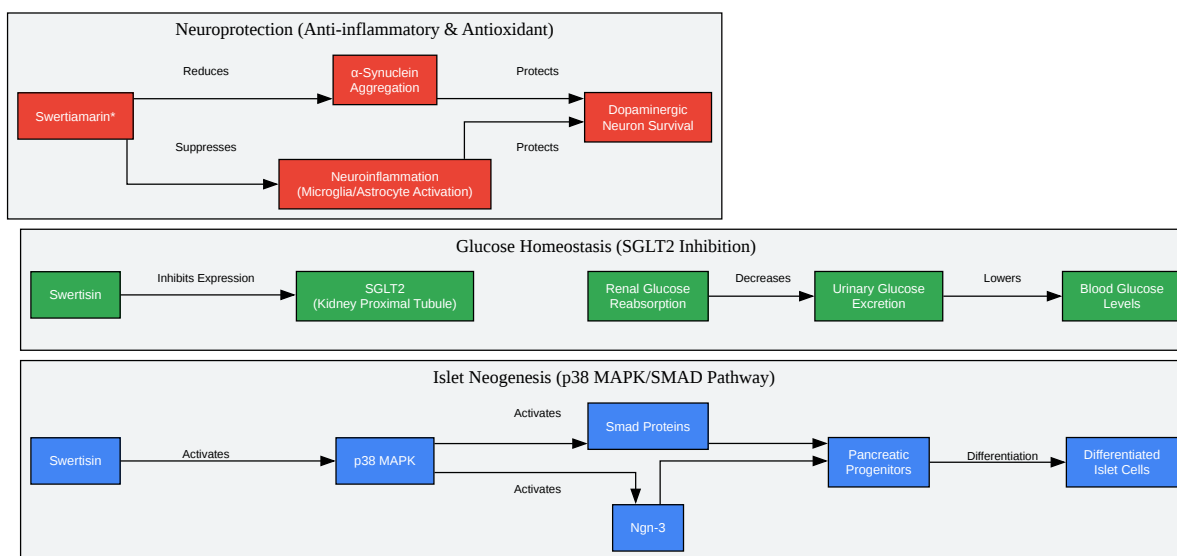 Neuroprotection (Anti-inflammatory & Antioxidant)
Swertiamarin*
Reduces
α-Synuclein
Aggregation
Protects
Dopaminergic
Neuron Survival
Suppresses
Neuroinflammation
(Microglia/Astrocyte Activation)
Protects
Glucose Homeostasis (SGLT2 Inhibition)
Swertisin
Inhibits Expression
SGLT2
(Kidney Proximal Tubule)
Renal Glucose
Reabsorption
Decreases
Urinary Glucose
Excretion
Lowers
Blood Glucose
Levels
Islet Neogenesis (p38 MAPK/SMAD Pathway)
Swertisin
Activates
p38 MAPK
Activates
Smad Proteins
Activates
Ngn-3
Pancreatic
Progenitors
Differentiation
Differentiated
Islet Cells